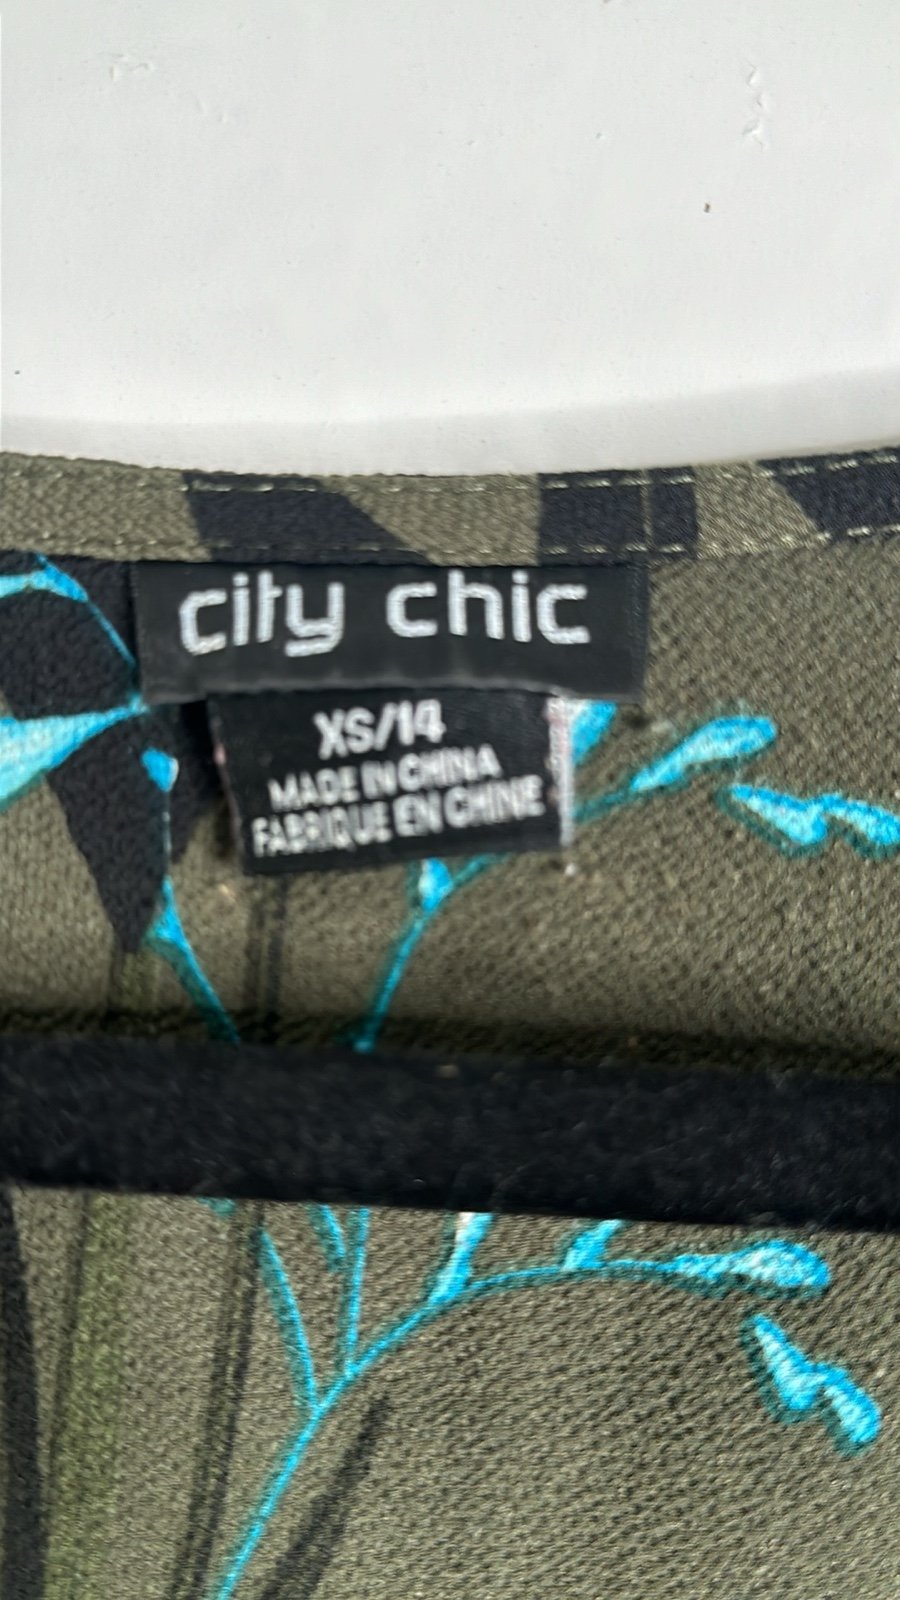 city chic
XS/14
MADE IN CHINA
FABRIQUE EN CHINE